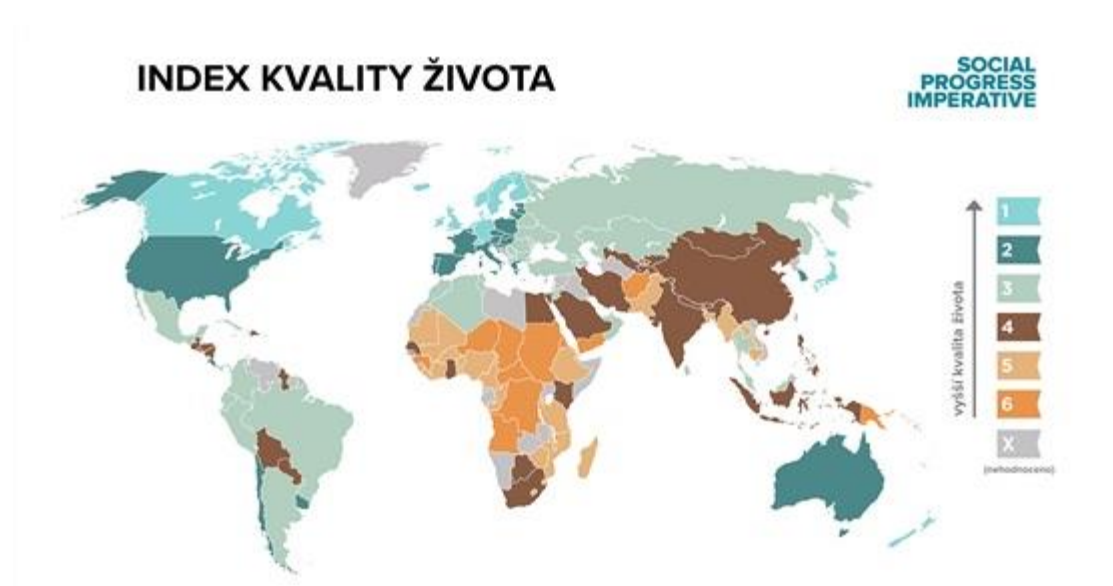 INDEX KVALITY ŽIVOTA
SOCIAL
PROGRESS
IMPERATIVE
vyšší kvalita života
1
2
3
4
5
6
X
(nehodnoceno)